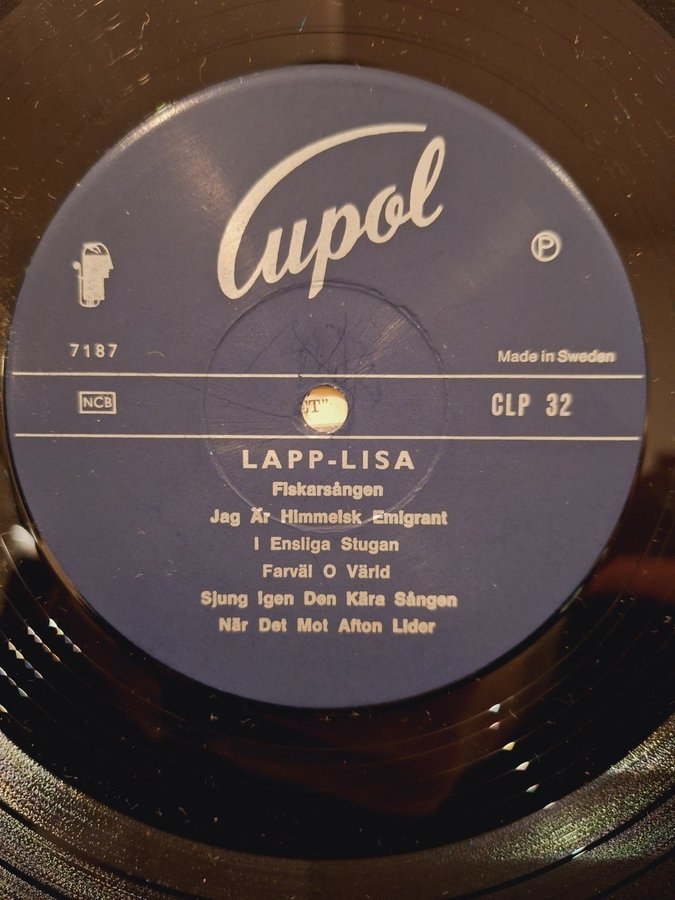 Cupol
P
7187
Made in Sweden
NCB
CLP 32
ET"
LAPP-LISA
Fiskarsången
Jag Är Himmelsk Emigrant
I Ensliga Stugan
Farväl O Värld
Sjung Igen Den Kära Sången
När Det Mot Afton Lider